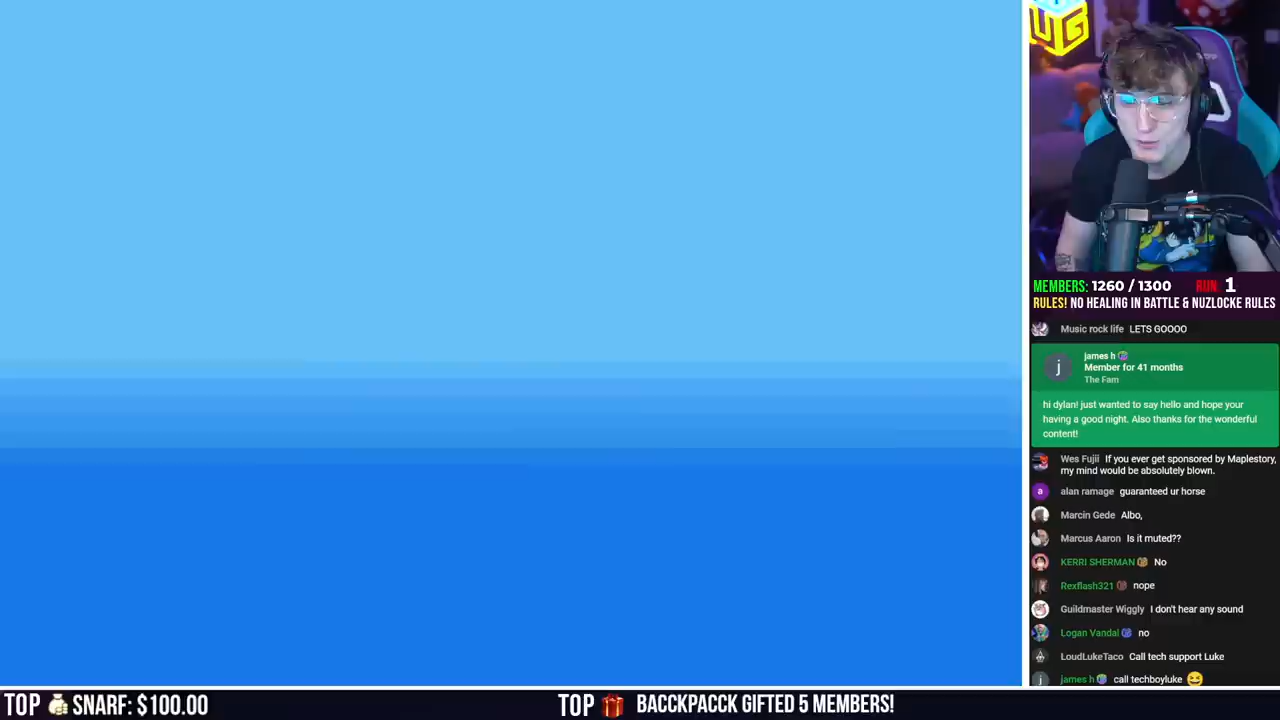 UG
MEMBERS: 1260 / 1300 RUN: 1
RULES! NO HEALING IN BATTLE & NUZLOCKE RULES
Music rock life LETS GOOOO
j
james h
Member for 41 months
The Fam
hi dylan! just wanted to say hello and hope your
having a good night. Also thanks for the wonderful
content!
Wes Fujii If you ever get sponsored by Maplestory,
my mind would be absolutely blown.
a alan ramage guaranteed ur horse
Marcin Gede Albo,
Marcus Aaron Is it muted??
KERRI SHERMAN No
Rexflash321 nope
Guildmaster Wiggly I don't hear any sound
Logan Vandal no
LoudLukeTaco Call tech support Luke
j james h call techboyluke 😆
TOP 💰 SNARF: $100.00
TOP 🎁 BACCKPACCK GIFTED 5 MEMBERS!